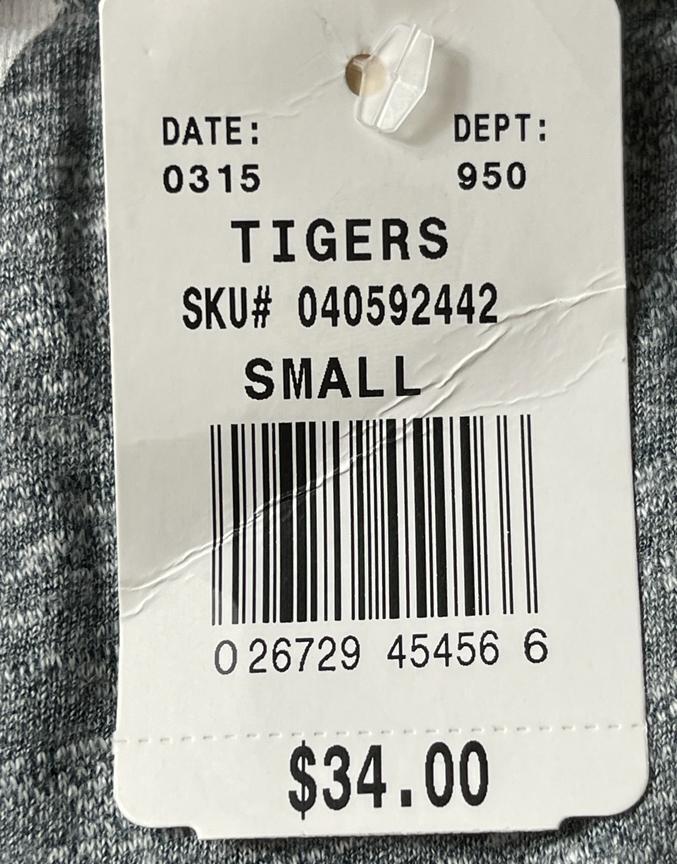 DATE: DEPT:
0315 950
TIGERS
SKU# 040592442
SMALL
0 26729 45456 6
$34.00